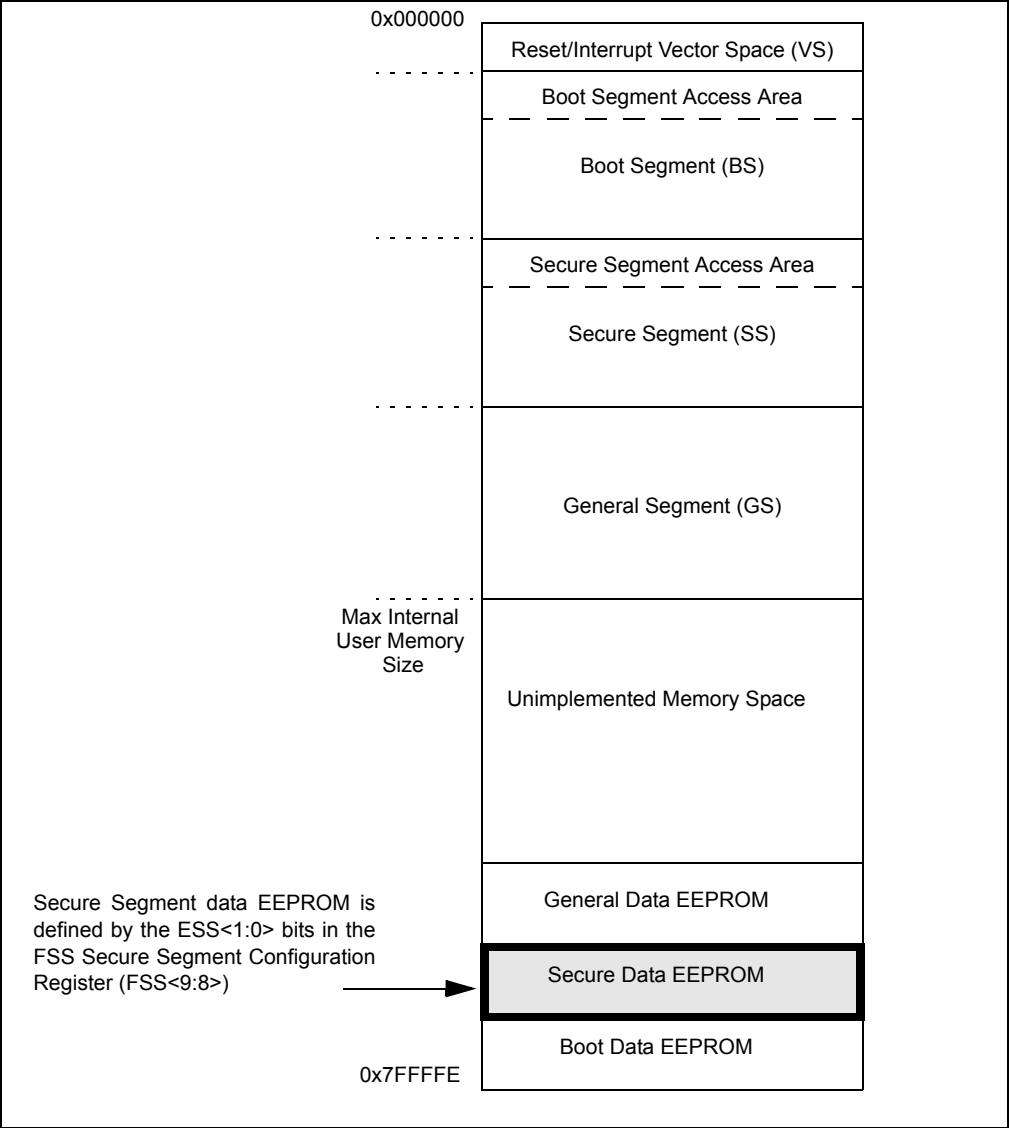 0x000000
Reset/Interrupt Vector Space (VS)
Boot Segment Access Area
Boot Segment (BS)
Secure Segment Access Area
Secure Segment (SS)
General Segment (GS)
Max Internal
User Memory
Size
Unimplemented Memory Space
General Data EEPROM
Secure Segment data EEPROM is
defined by the ESS<1:0> bits in the
FSS Secure Segment Configuration
Register (FSS<9:8>)
Secure Data EEPROM
Boot Data EEPROM
0x7FFFFE